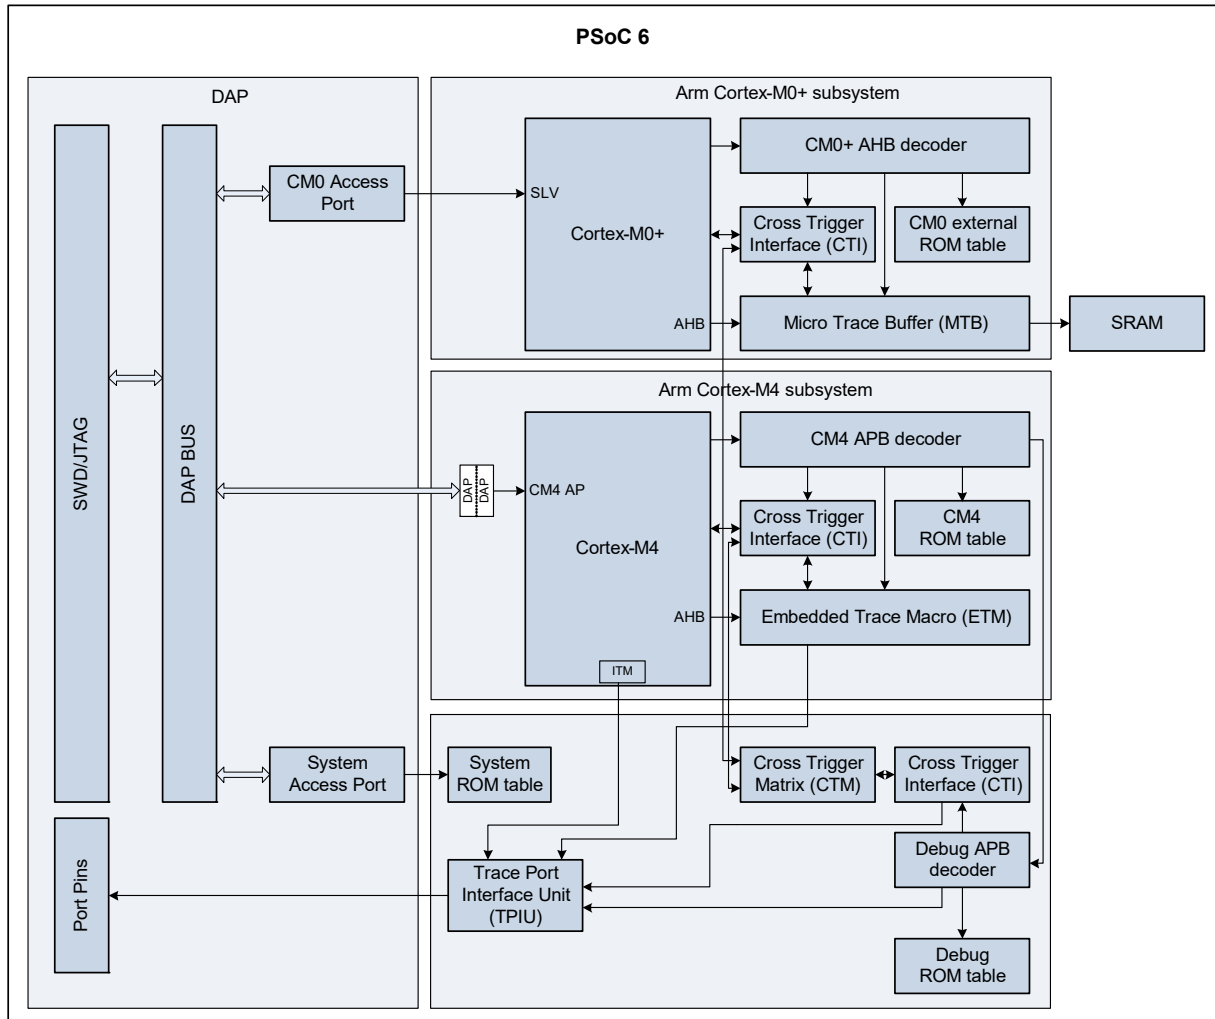 PSoC 6
DAP
SWD/JTAG
DAP BUS
CM0 Access
Port
System
Access Port
Port Pins
Arm Cortex-M0+ subsystem
SLV
Cortex-M0+
AHB
CM0+ AHB decoder
Cross Trigger
Interface (CTI)
CM0 external
ROM table
Micro Trace Buffer (MTB)
SRAM
Arm Cortex-M4 subsystem
DAP
DAP
CM4 AP
Cortex-M4
AHB
ITM
CM4 APB decoder
Cross Trigger
Interface (CTI)
CM4
ROM table
Embedded Trace Macro (ETM)
System
ROM table
Cross Trigger
Matrix (CTM)
Cross Trigger
Interface (CTI)
Trace Port
Interface Unit
(TPIU)
Debug APB
decoder
Debug
ROM table